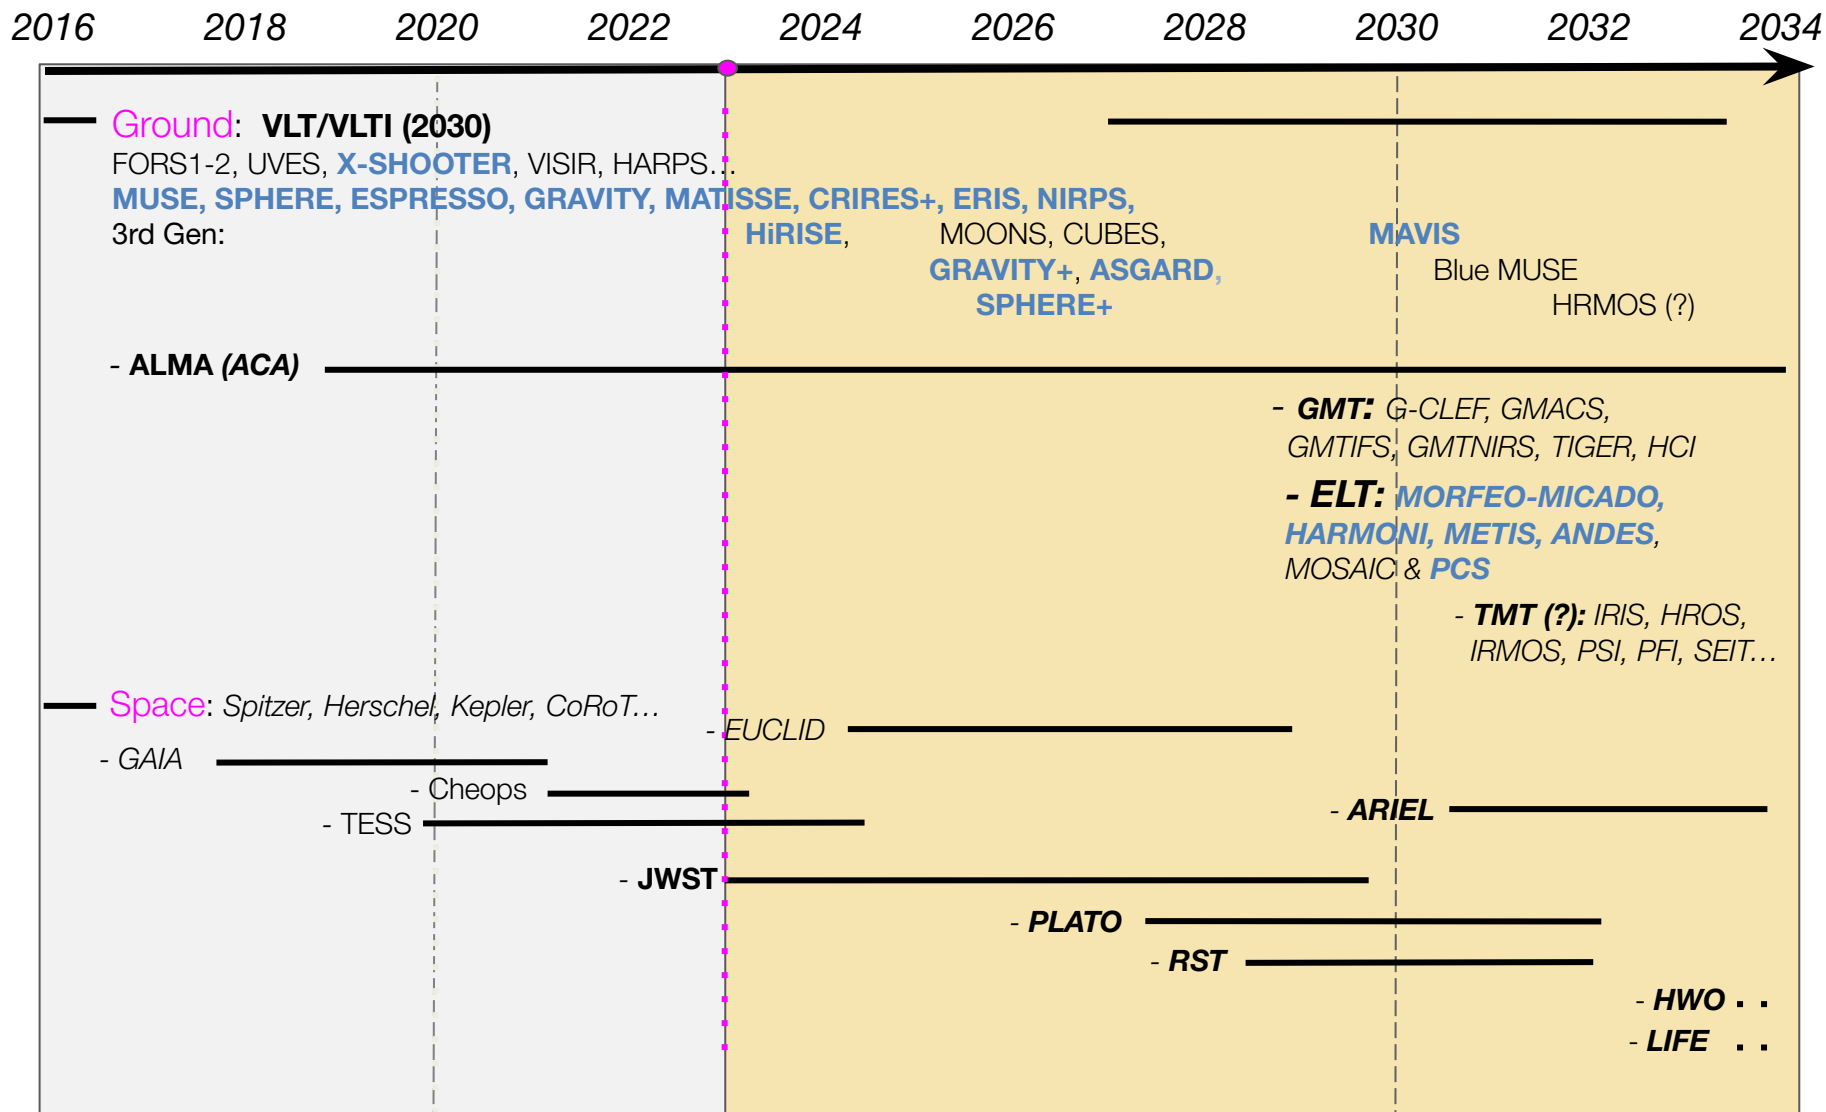 2016 2018 2020 2022 2024 2026 2028 2030 2032 2034
Ground: VLT/VLTI (2030)
FORS1-2, UVES, X-SHOOTER, VISIR, HARPS…
MUSE, SPHERE, ESPRESSO, GRAVITY, MATISSE, CRIRES+, ERIS, NIRPS,
3rd Gen: HiRISE, MOONS, CUBES, MAVIS
GRAVITY+, ASGARD, Blue MUSE
SPHERE+ HRMOS (?)
- ALMA (ACA)
- GMT: G-CLEF, GMACS,
GMTIFS, GMTNIRS, TIGER, HCI
- ELT: MORFEO-MICADO,
HARMONI, METIS, ANDES,
MOSAIC & PCS
- TMT (?): IRIS, HROS,
IRMOS, PSI, PFI, SEIT…
Space: Spitzer, Herschel, Kepler, CoRoT…
- EUCLID
- GAIA
- Cheops
- ARIEL
- TESS
- JWST
- PLATO
- RST
- HWO . .
- LIFE . .